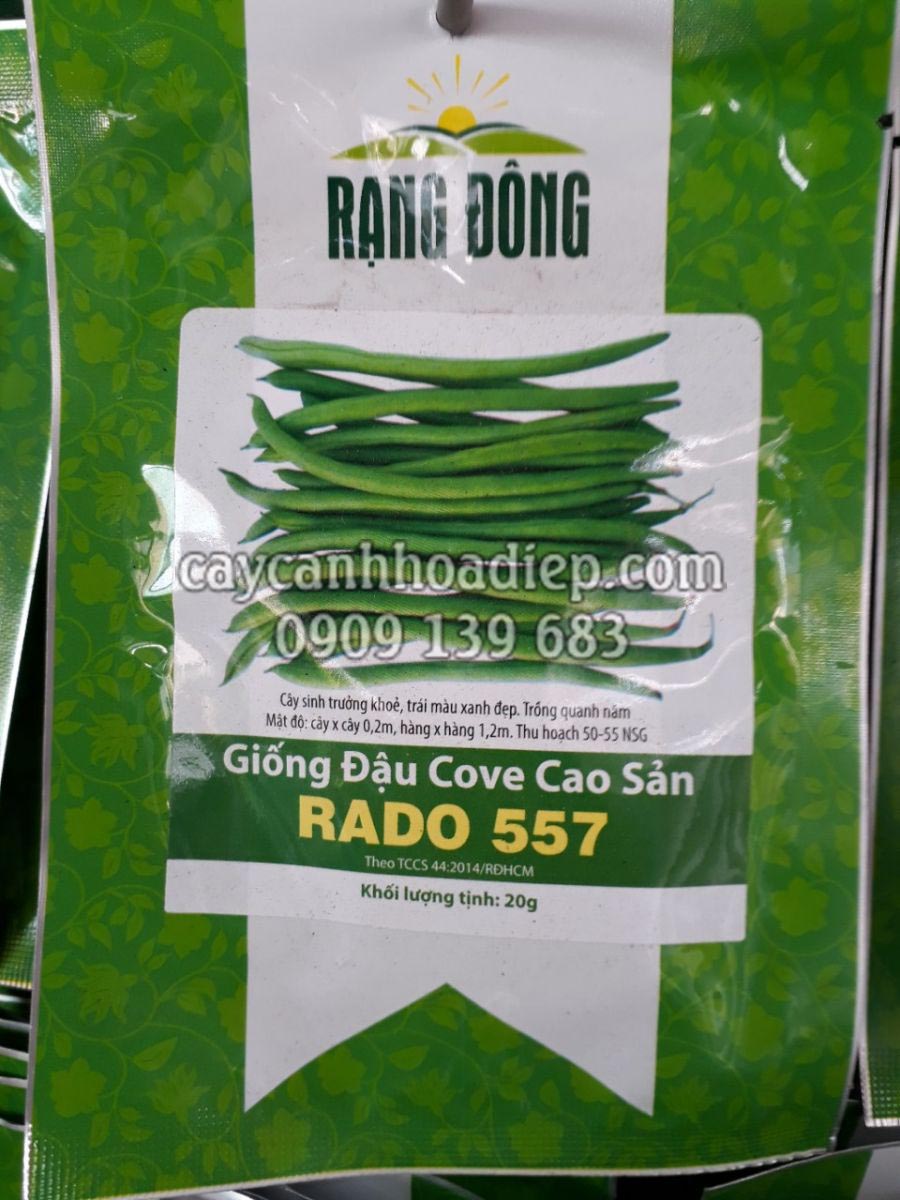 RẠNG ĐÔNG
caycanhhoadiep.com
0909 139 683
Cây sinh trưởng khoẻ, trái màu xanh đẹp. Trồng quanh năm
Mật độ: cây x cây 0,2m, hàng x hàng 1,2m. Thu hoạch 50-55 NSG
Giống Đậu Cove Cao Sản
RADO 557
Theo TCCS 44:2014/RĐHCM
Khối lượng tịnh: 20g